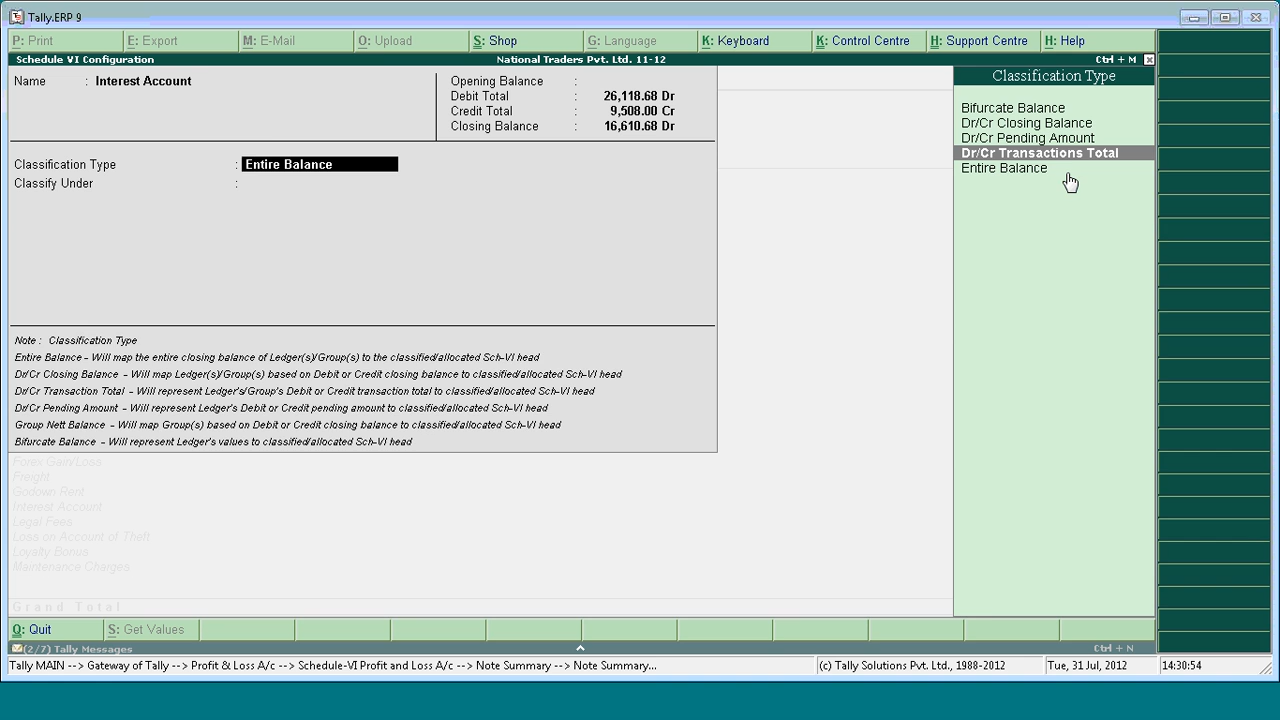 Tally.ERP 9
P: Print E: Export M: E-Mail O: Upload S: Shop G: Language K: Keyboard K: Control Centre H: Support Centre H: Help
Schedule VI Configuration National Traders Pvt. Ltd. 11-12 Ctrl + M
Name : Interest Account
Opening Balance :
Debit Total : 26,118.68 Dr
Credit Total : 9,508.00 Cr
Closing Balance : 16,610.68 Dr
Classification Type : Entire Balance
Classify Under :
Note : Classification Type
Entire Balance - Will map the entire closing balance of Ledger(s)/Group(s) to the classified/allocated Sch-VI head
Dr/Cr Closing Balance - Will map Ledger(s)/Group(s) based on Debit or Credit closing balance to classified/allocated Sch-VI head
Dr/Cr Transaction Total - Will represent Ledger's/Group's Debit or Credit transaction total to classified/allocated Sch-VI head
Dr/Cr Pending Amount - Will represent Ledger's Debit or Credit pending amount to classified/allocated Sch-VI head
Group Nett Balance - Will map Group(s) based on Debit or Credit closing balance to classified/allocated Sch-VI head
Bifurcate Balance - Will represent Ledger's values to classified/allocated Sch-VI head
Forex Gain/Loss
Freight
Godown Rent
Interest Account
Legal Fees
Loss on Account of Theft
Loyalty Bonus
Maintenance Charges
Grand Total
Classification Type
Bifurcate Balance
Dr/Cr Closing Balance
Dr/Cr Pending Amount
Dr/Cr Transactions Total
Entire Balance
Q: Quit S: Get Values
(2/7) Tally Messages Ctrl + N
Tally MAIN --> Gateway of Tally --> Profit & Loss A/c --> Schedule-VI Profit and Loss A/c --> Note Summary --> Note Summary... (c) Tally Solutions Pvt. Ltd., 1988-2012 Tue, 31 Jul, 2012 14:30:54